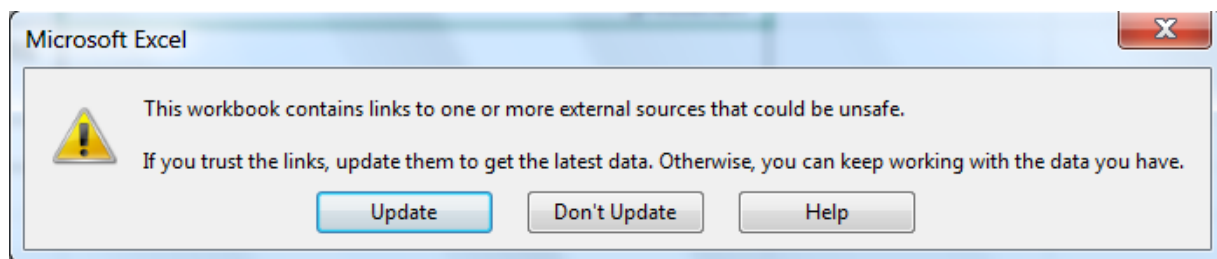 Microsoft Excel
This workbook contains links to one or more external sources that could be unsafe.
If you trust the links, update them to get the latest data. Otherwise, you can keep working with the data you have.
Update Don't Update Help